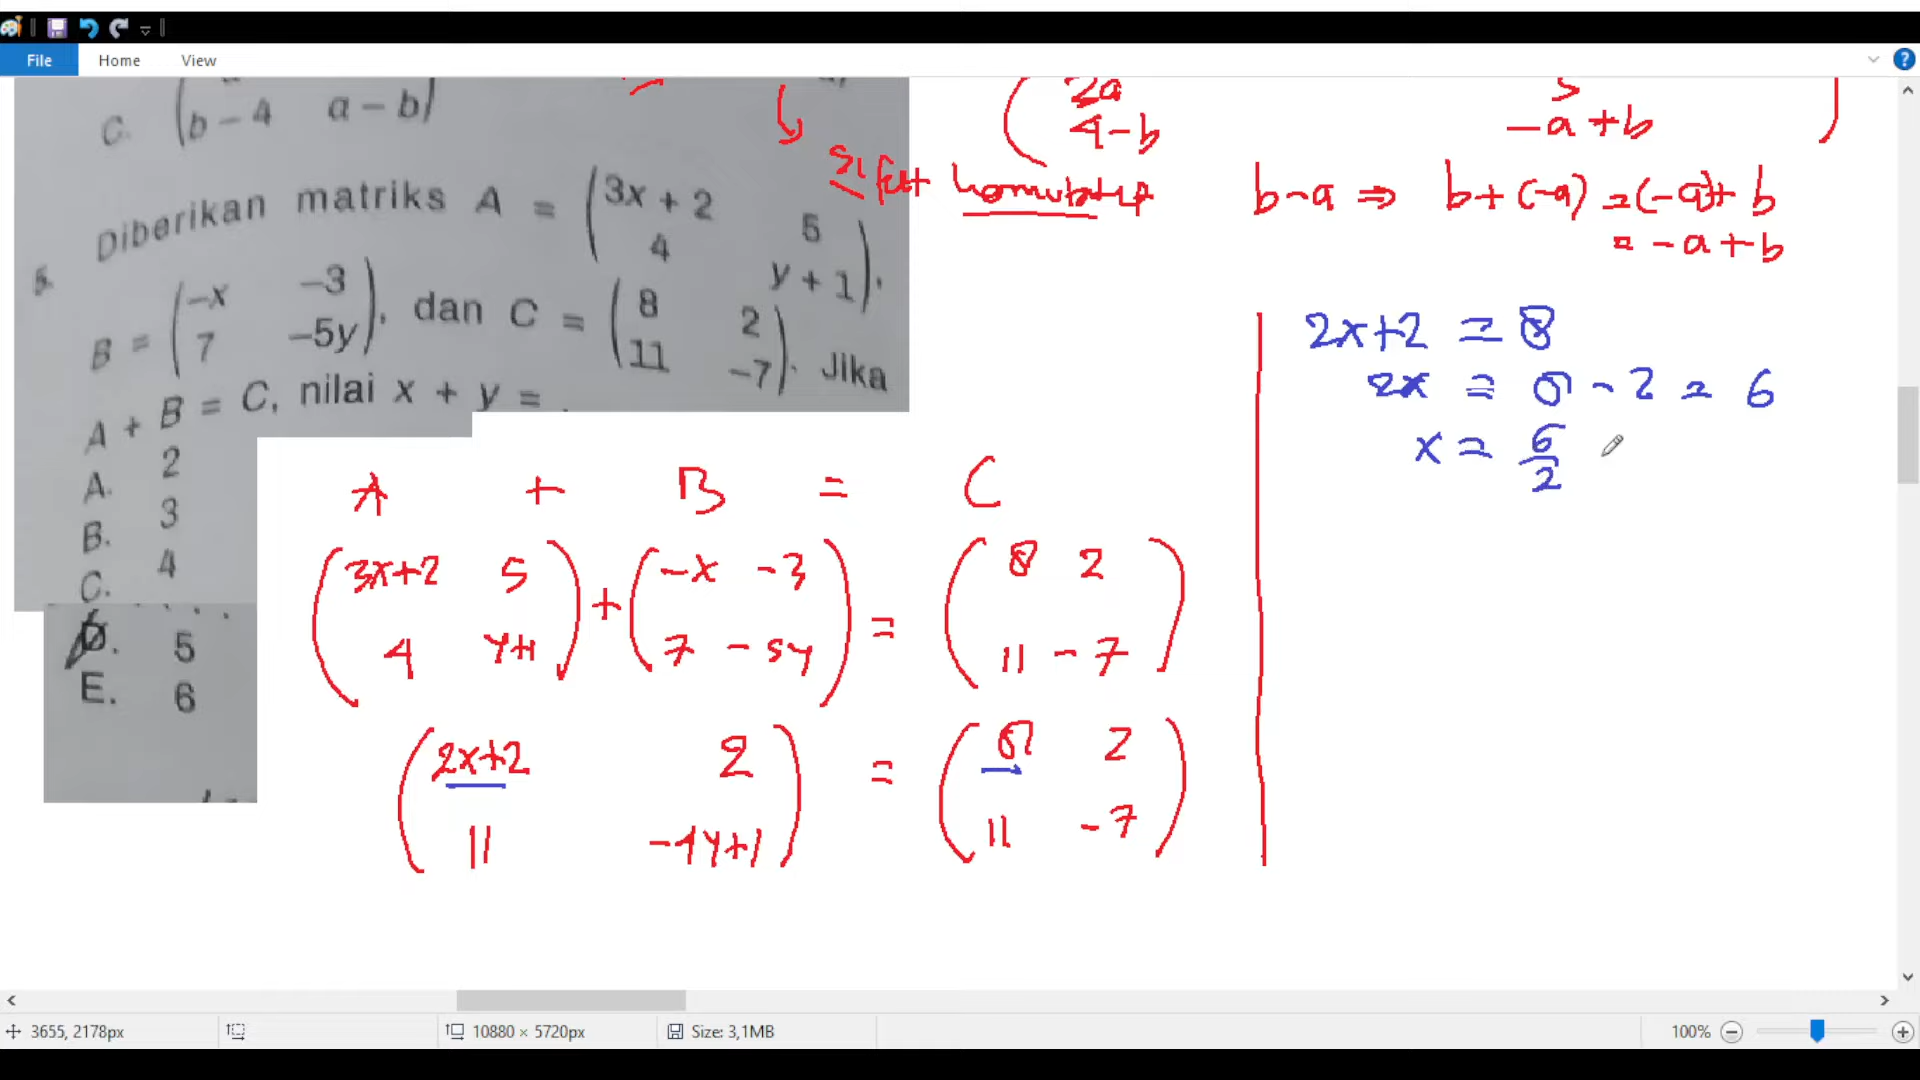 File Home View
C. (b − 4 a − b)
2a
4-b
-a+b
Sifat komutatif
b-a ⇒ b+(-a) = (-a)+b
= -a+b
5. Diberikan matriks A = (3x + 2 5
4 y + 1),
B = (-x -3
7 -5y), dan C = (8 2
11 -7). Jika
A + B = C, nilai x + y = .
A. 2
B. 3
C. 4
D. 5
E. 6
A + B = C
(3x+2 5
4 y+1) + (-x -3
7 -5y) = (8 2
11 -7)
(2x+2 2
11 -4y+1) = (8 2
11 -7)
2x+2 = 8
2x = 8-2 = 6
x = 6/2
3655, 2178px 10880 × 5720px Size: 3,1MB 100%